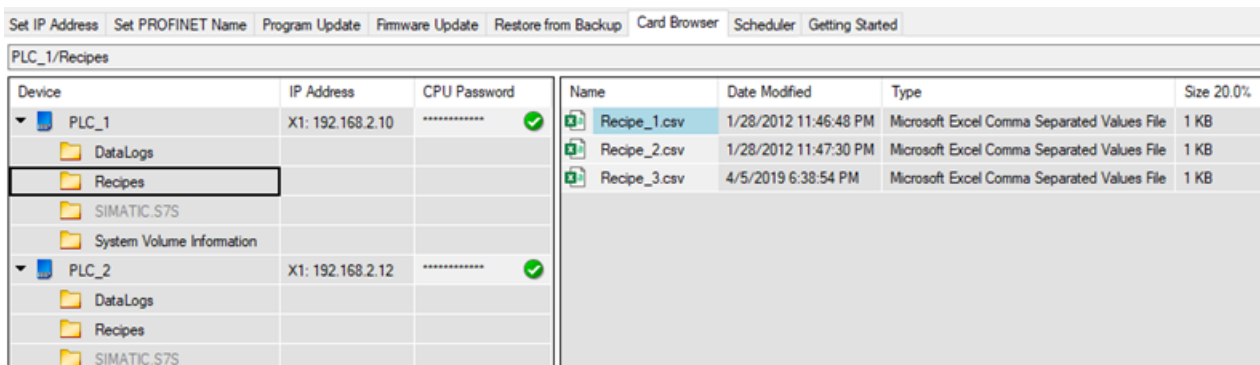 Set IP Address Set PROFINET Name Program Update Firmware Update Restore from Backup Card Browser Scheduler Getting Started
PLC_1/Recipes
Device IP Address CPU Password
PLC_1 X1: 192.168.2.10 ************
DataLogs
Recipes
SIMATIC.S7S
System Volume Information
PLC_2 X1: 192.168.2.12 ************
DataLogs
Recipes
SIMATIC.S7S
Name Date Modified Type Size 20.0%
Recipe_1.csv 1/28/2012 11:46:48 PM Microsoft Excel Comma Separated Values File 1 KB
Recipe_2.csv 1/28/2012 11:47:30 PM Microsoft Excel Comma Separated Values File 1 KB
Recipe_3.csv 4/5/2019 6:38:54 PM Microsoft Excel Comma Separated Values File 1 KB